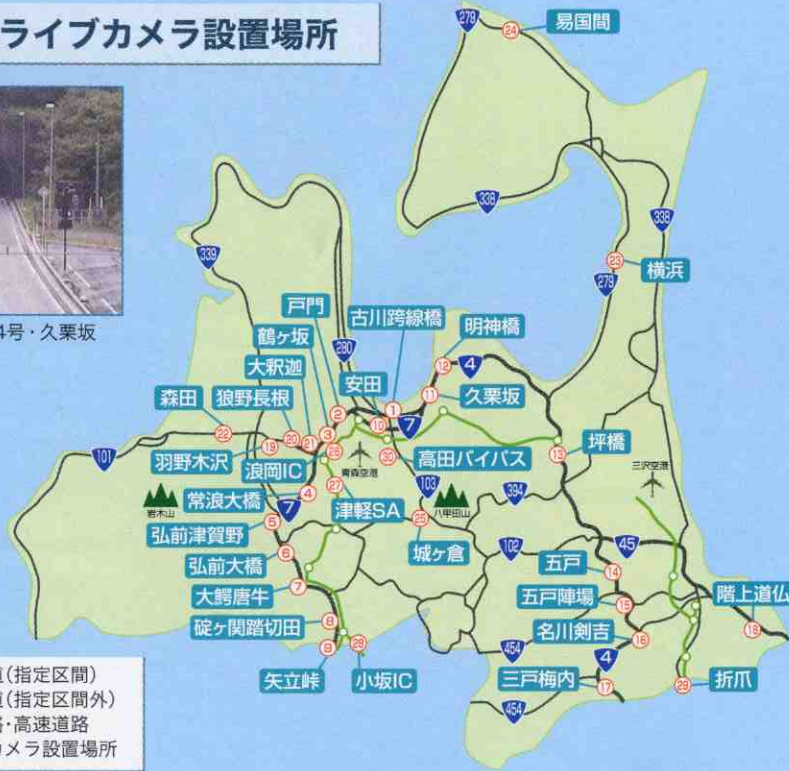 ライブカメラ設置場所
4号・久栗坂
279
24
易国間
338
338
339
23
横浜
279
戸門
古川跨線橋
明神橋
鶴ヶ坂
280
12
4
大釈迦
安田
11
久栗坂
森田
狼野長根
2
1
10
7
22
20
21
3
101
羽野木沢
19
26
20
高田バイパス
13
坪橋
浪岡IC
青森空港
三沢空港
常浪大橋
4
27
103
394
岩木山
7
津軽SA
八甲田山
弘前津賀野
5
25
城ヶ倉
102
45
弘前大橋
6
五戸
14
大鰐唐牛
7
五戸陣場
15
階上道仏
碇ヶ関踏切田
8
名川剣吉
16
18
9
28
454
4
矢立峠
小坂IC
三戸梅内
17
29
折爪
454
道(指定区間)
道(指定区間外)
路・高速道路
カメラ設置場所